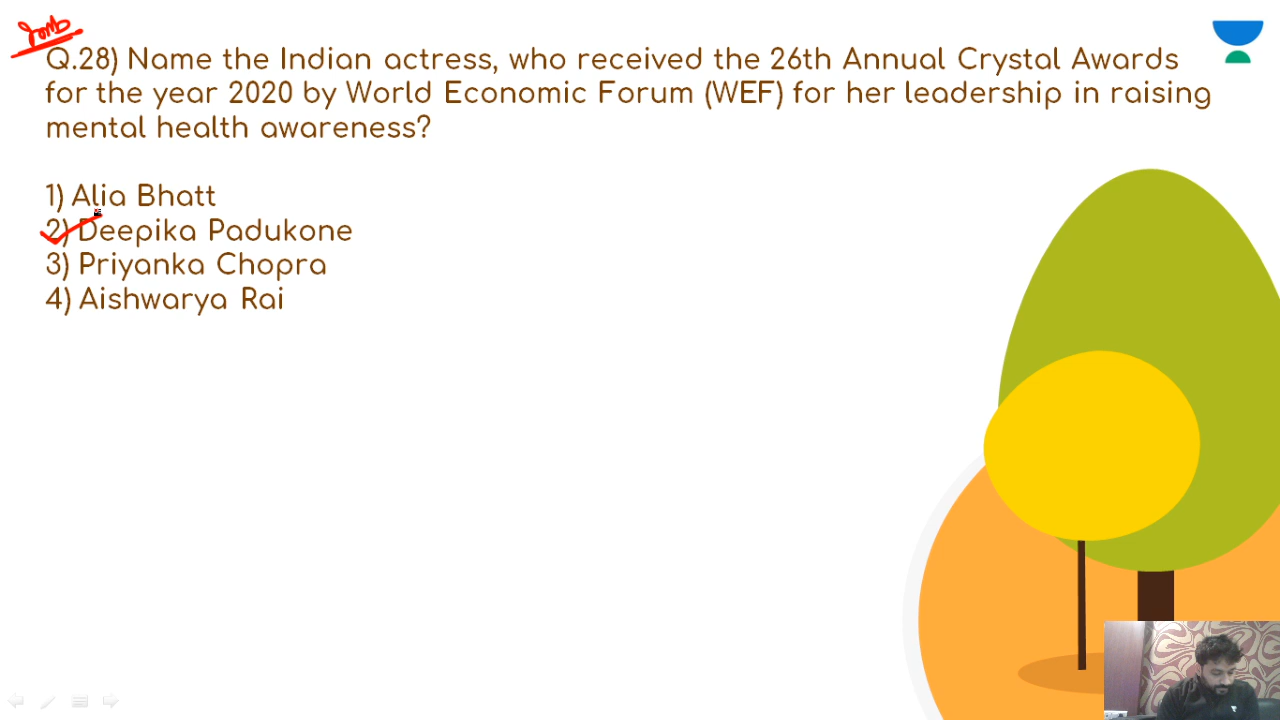 Q.28) Name the Indian actress, who received the 26th Annual Crystal Awards
for the year 2020 by World Economic Forum (WEF) for her leadership in raising
mental health awareness?
1) Alia Bhatt
2) Deepika Padukone
3) Priyanka Chopra
4) Aishwarya Rai